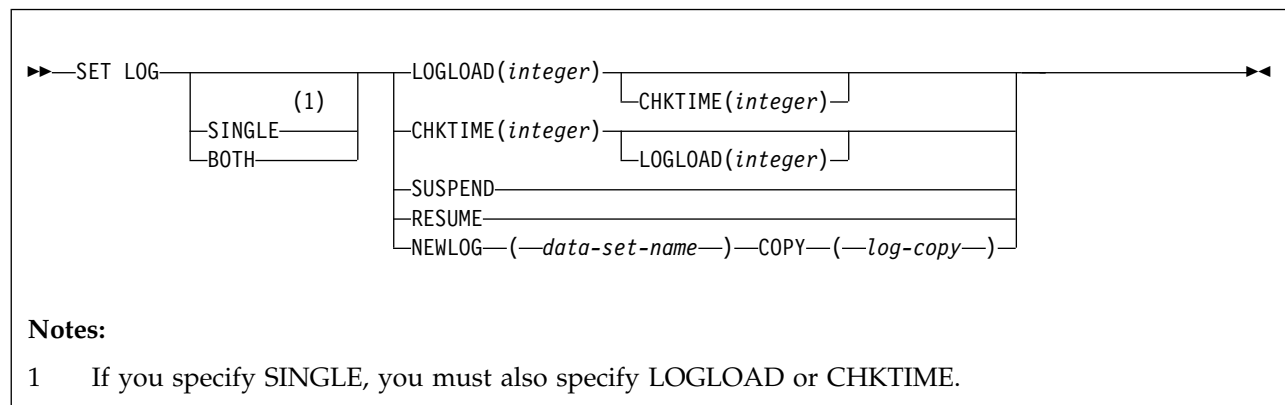 SET LOG LOGLOAD(integer)
(1) CHKTIME(integer)
SINGLE CHKTIME(integer)
BOTH LOGLOAD(integer)
SUSPEND
RESUME
NEWLOG ( data-set-name ) COPY ( log-copy )
Notes:
1 If you specify SINGLE, you must also specify LOGLOAD or CHKTIME.